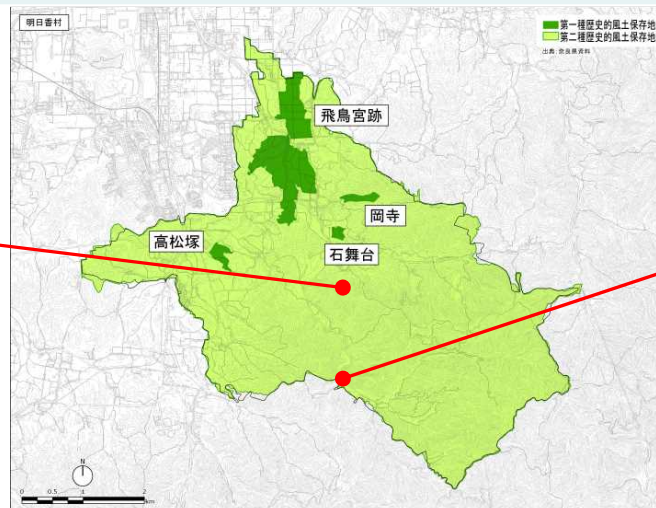 明日香村
第一種歴史的風土保存地
第二種歴史的風土保存地
出典:奈良県資料
飛鳥宮跡
岡寺
高松塚
石舞台
N
0 0.5 1 2
km